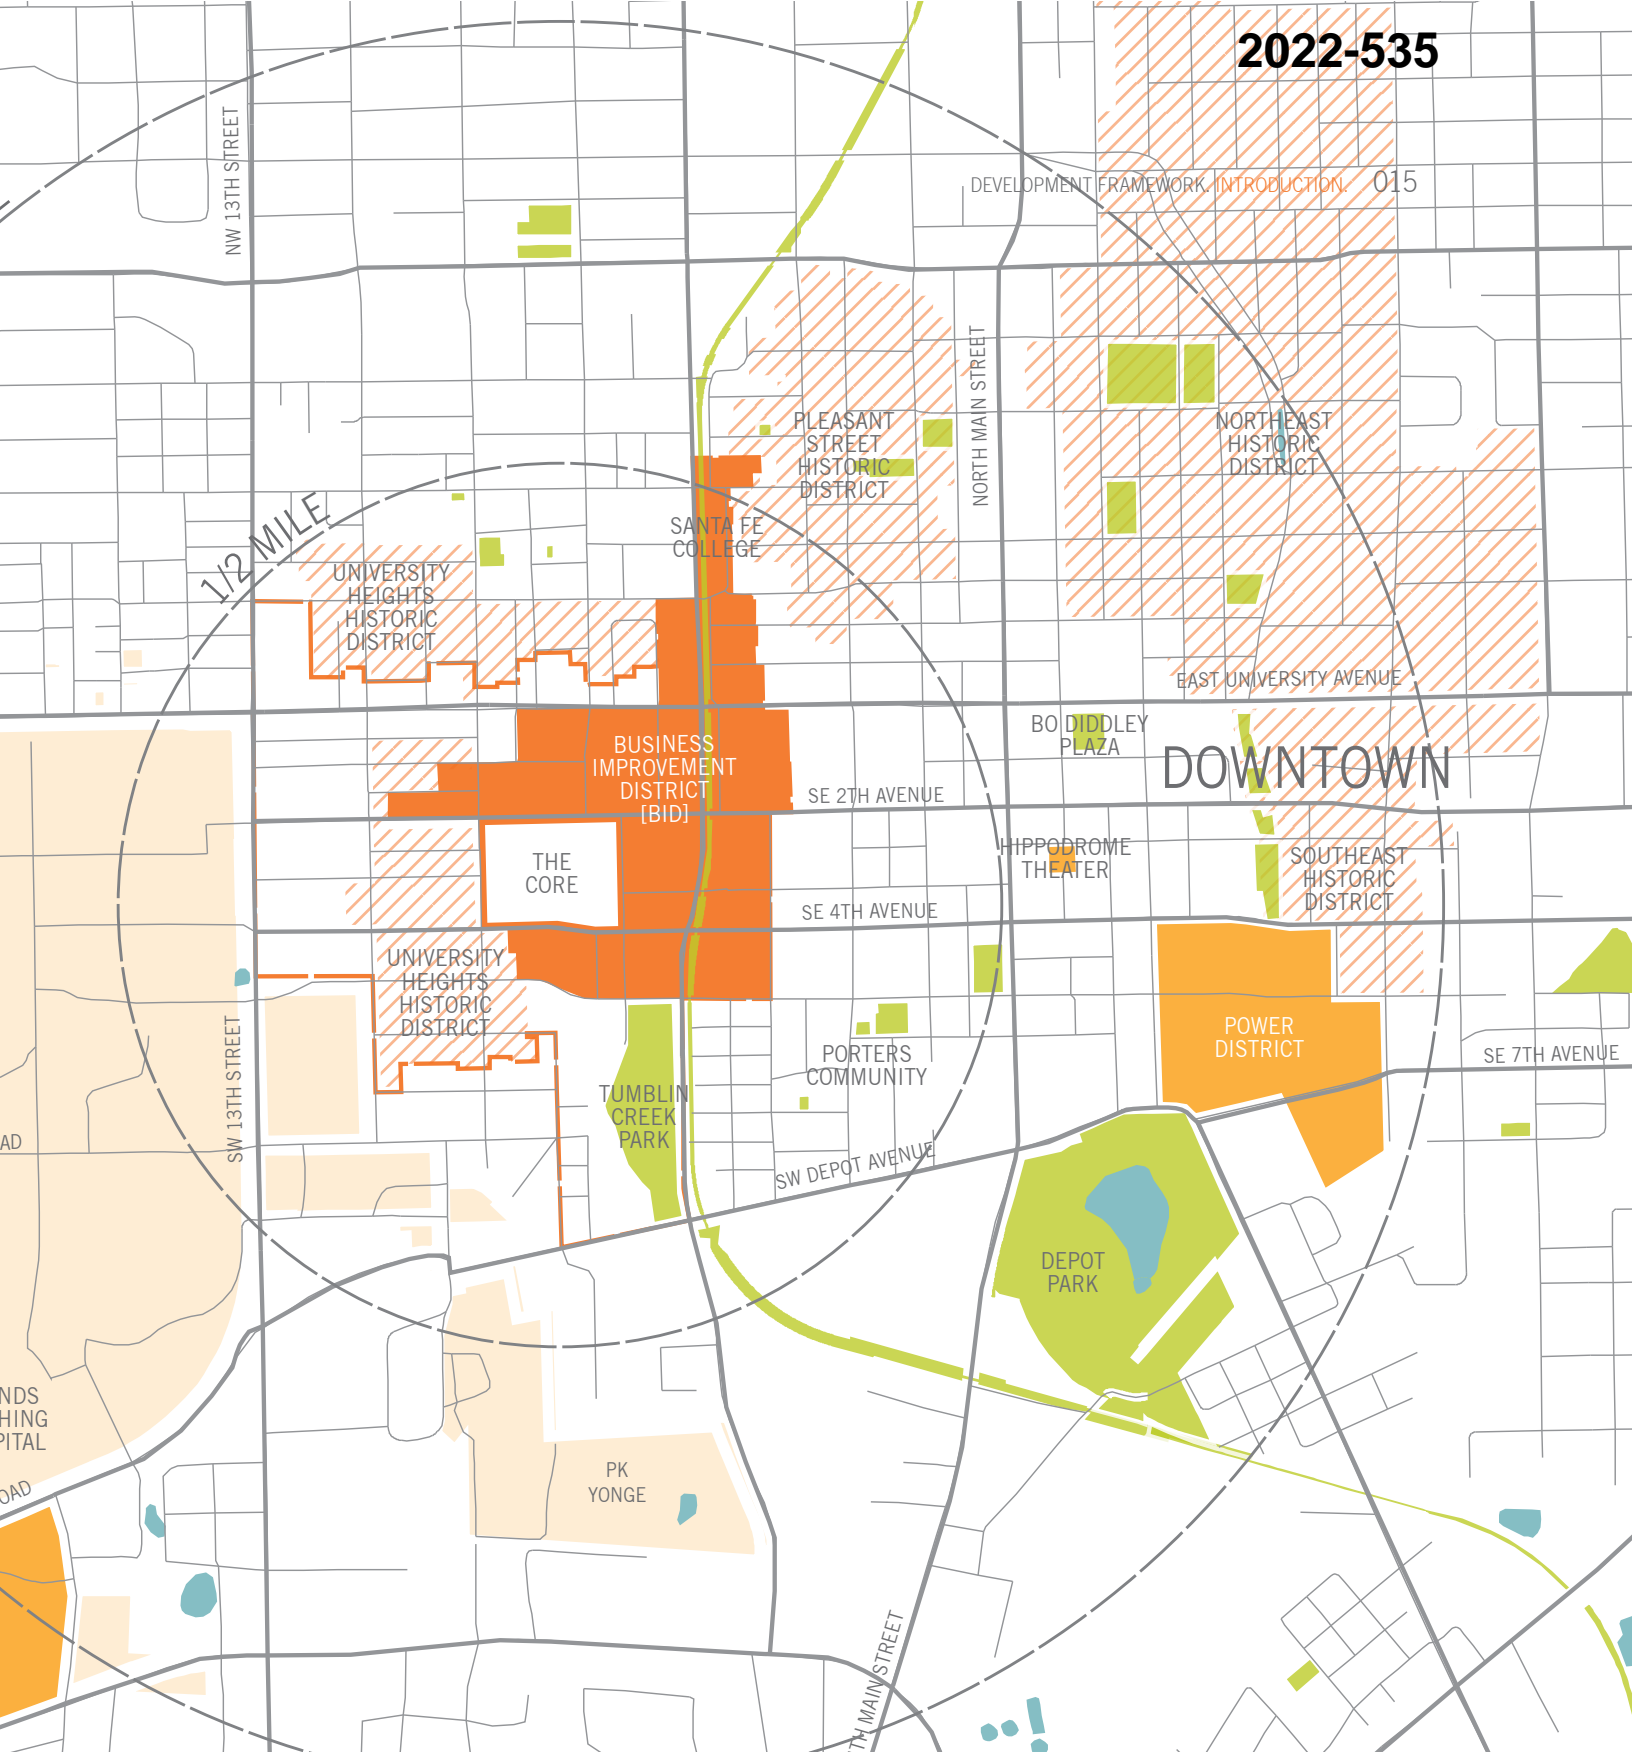 2022-535
NW 13TH STREET
DEVELOPMENT FRAMEWORK. INTRODUCTION. 015
NORTH MAIN STREET
PLEASANT
STREET
HISTORIC
DISTRICT
NORTHEAST
HISTORIC
DISTRICT
1/2 MILE
SANTA FE
COLLEGE
UNIVERSITY
HEIGHTS
HISTORIC
DISTRICT
EAST UNIVERSITY AVENUE
BO DIDDLEY
PLAZA
BUSINESS
IMPROVEMENT
DISTRICT
[BID]
DOWNTOWN
SE 2TH AVENUE
HIPPODROME
THEATER
THE
CORE
SOUTHEAST
HISTORIC
DISTRICT
SE 4TH AVENUE
UNIVERSITY
HEIGHTS
HISTORIC
DISTRICT
POWER
DISTRICT
SW 13TH STREET
PORTERS
COMMUNITY
SE 7TH AVENUE
TUMBLIN
CREEK
PARK
AD
SW DEPOT AVENUE
DEPOT
PARK
NDS
HING
PITAL
OAD
PK
YONGE
TH MAIN STREET